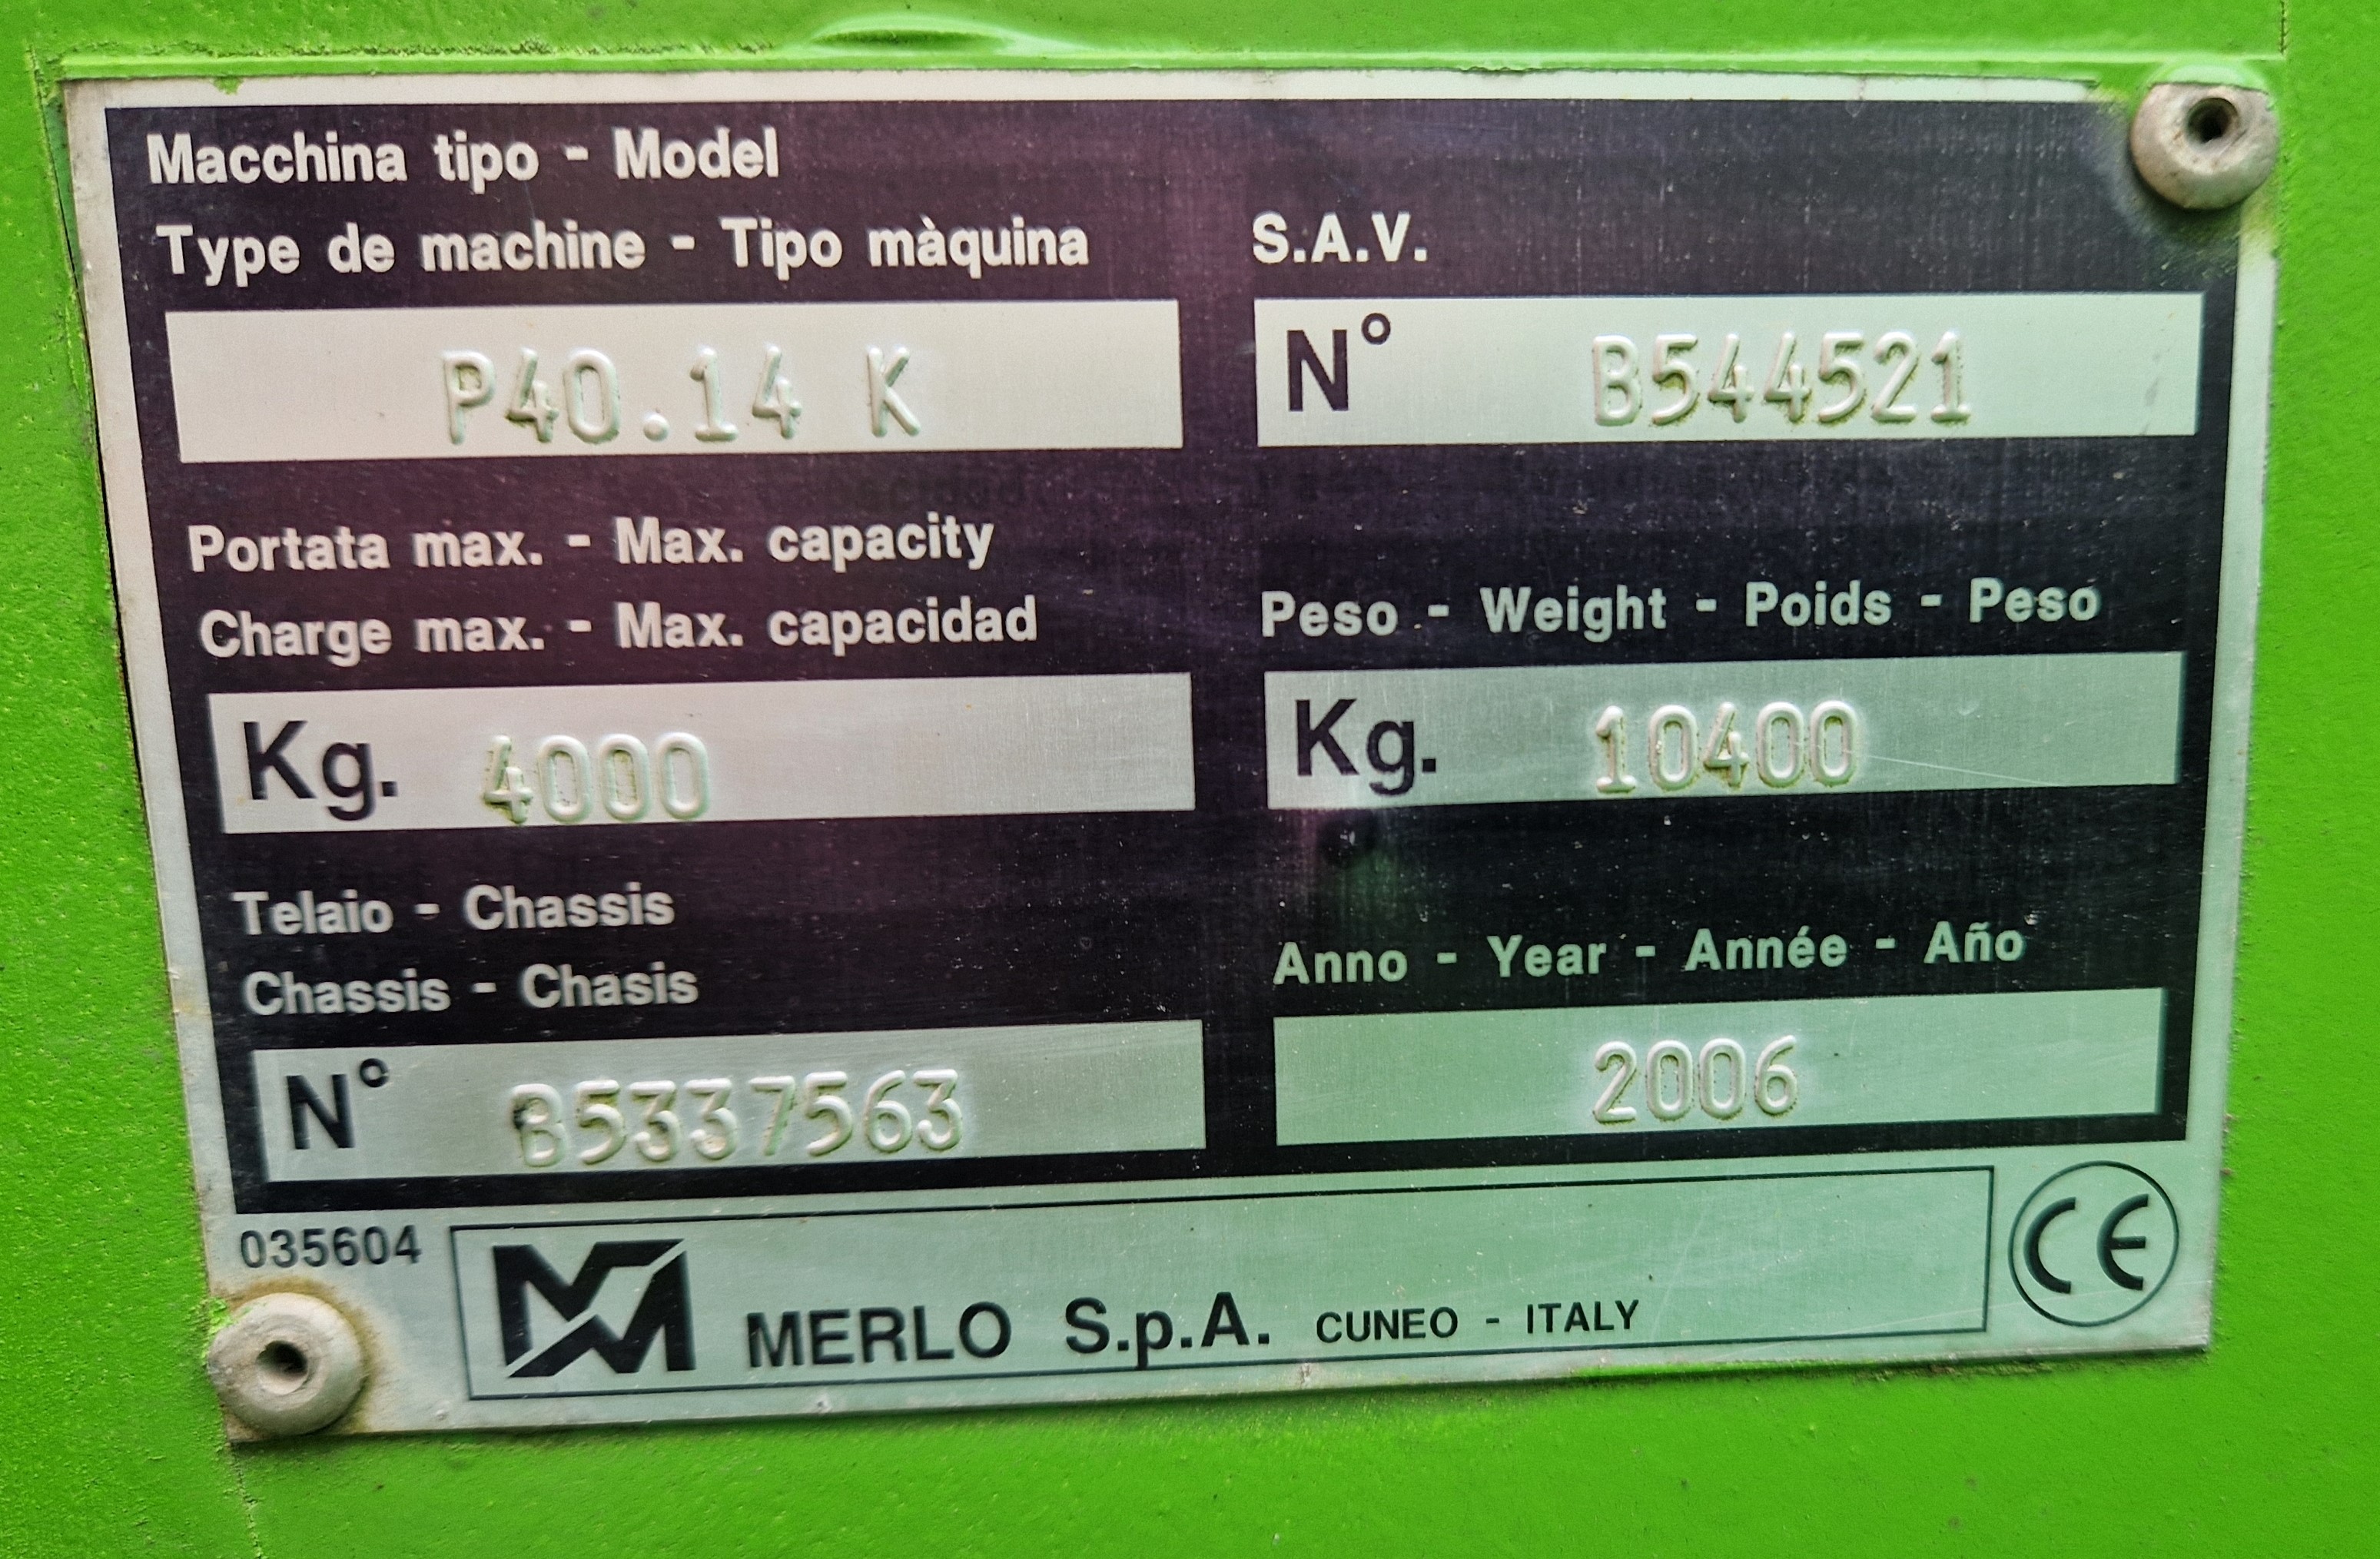 Macchina tipo - Model
Type de machine - Tipo màquina
P40.14 K
S.A.V.
N° B544521
Portata max. - Max. capacity
Charge max. - Max. capacidad
Kg. 4000
Peso - Weight - Poids - Peso
Kg. 10400
Telaio - Chassis
Chassis - Chasis
N° B5337563
Anno - Year - Année - Año
2006
035604
MERLO S.p.A. CUNEO - ITALY
CE